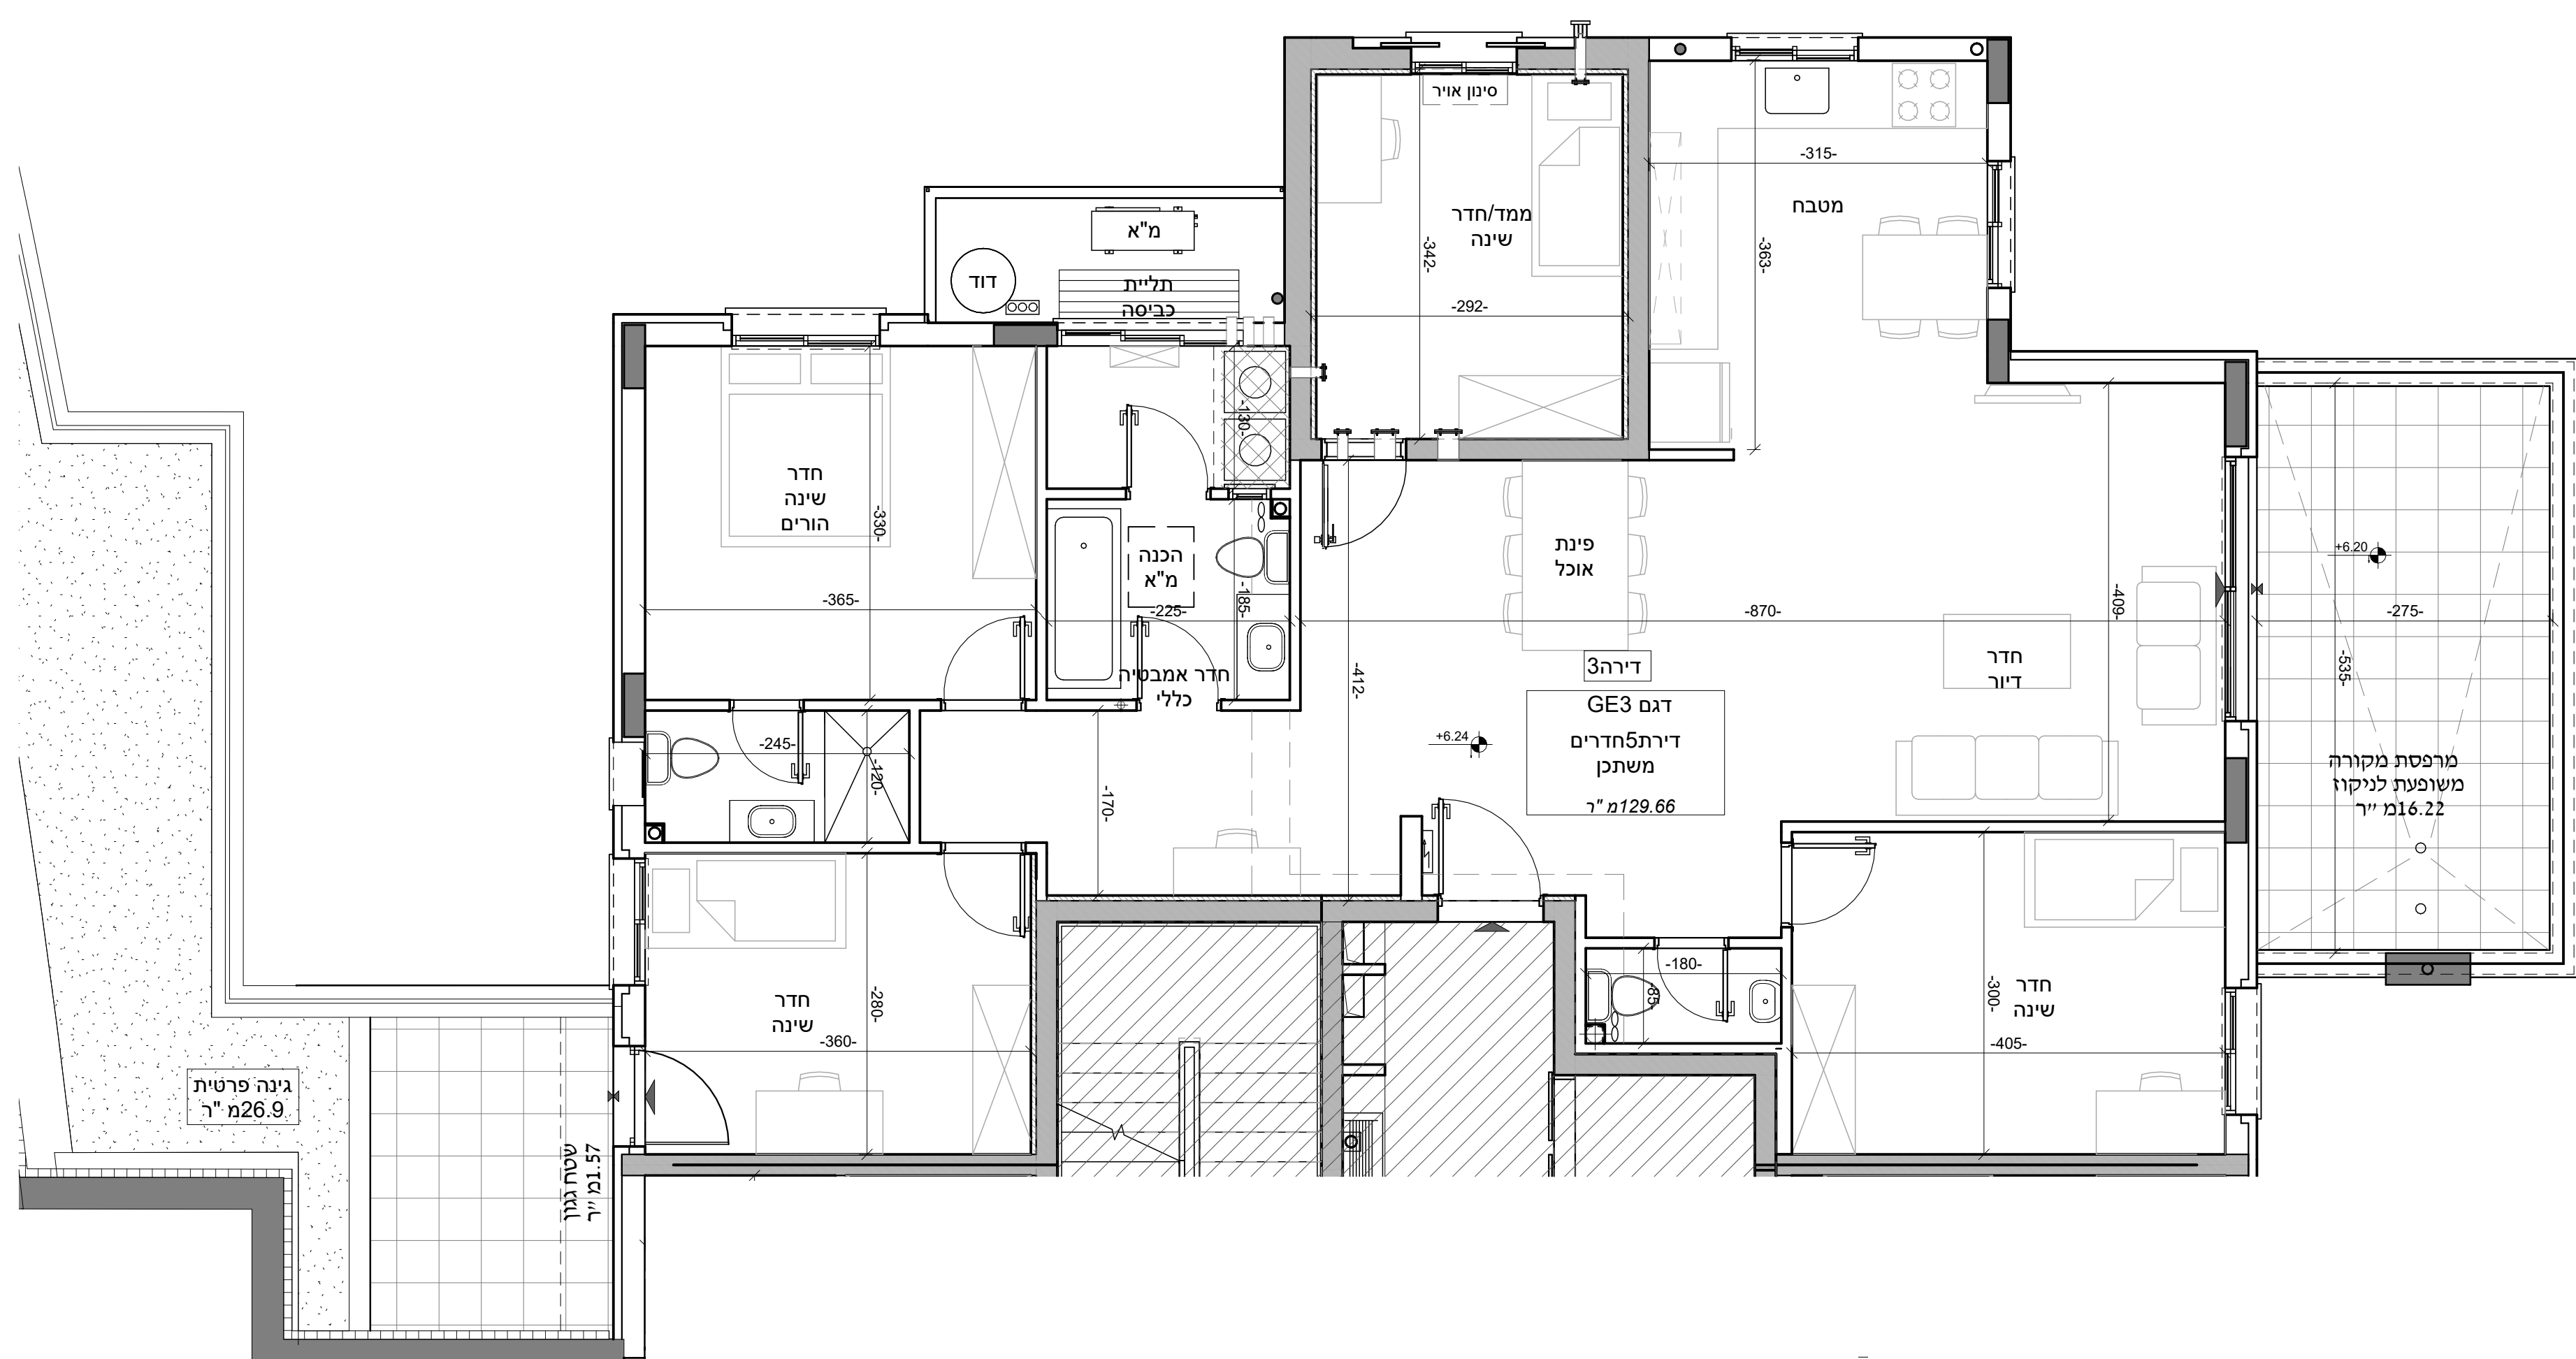 סינון אויר
-315-
ממד/חדר
שינה
-342-
-292-
מטבח
-363-
מ"א
דוד
תליית
כביסה
-130-
חדר
שינה
הורים
-330-
-365-
הכנה
מ"א
-185-
-225-
חדר אמבטיה
כללי
פינת
אוכל
-870-
-412-
-409-
דירה3
דגם GE3
דירת5חדרים
משתכן
129.66מ "ר
+6.24
חדר
דיור
+6.20
-275-
-535-
מרפסת מקורה
משופעת לניקוז
16.22מ "ר
-245-
-120-
-170-
חדר
שינה
-280-
-360-
-180-
-85-
חדר
שינה
-300-
-405-
גינה פרטית
26.9מ "ר
שטח גגון
1.57מ "ר